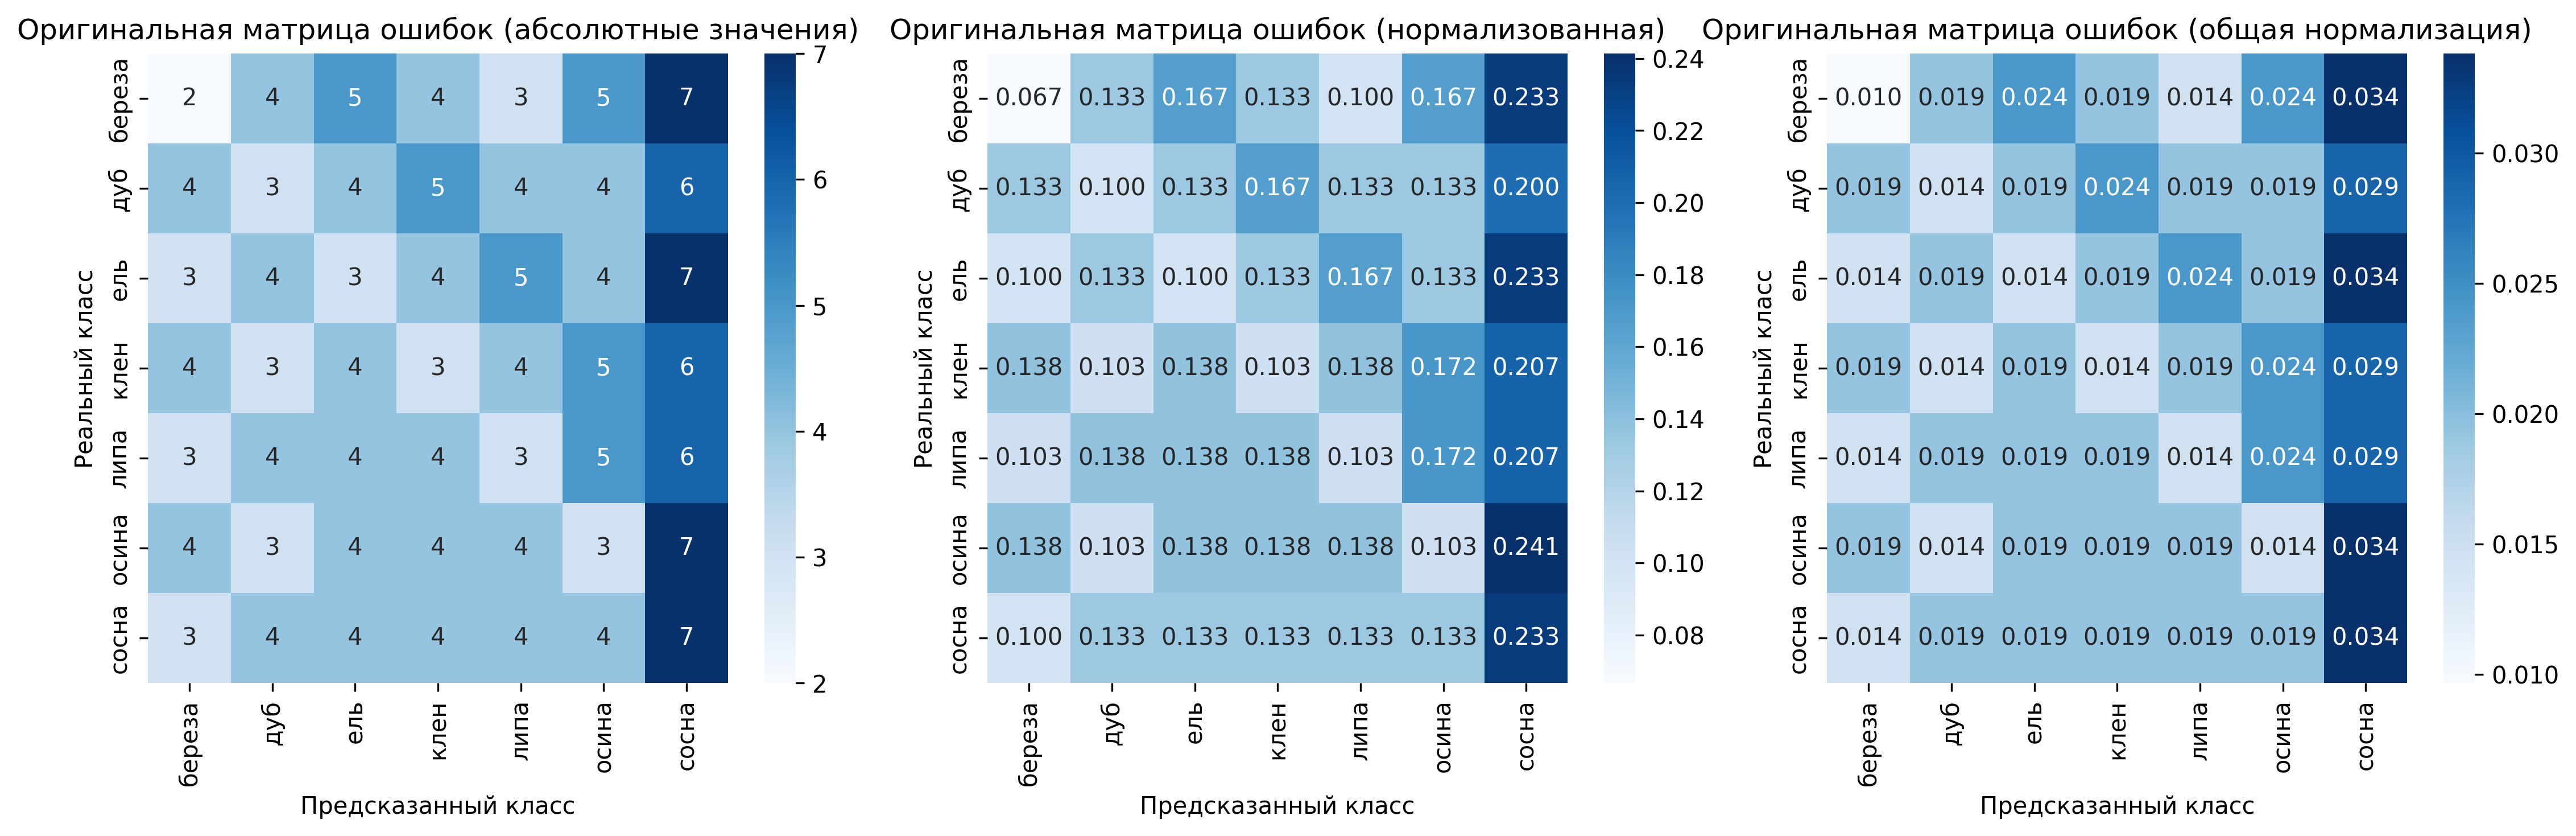 Оригинальная матрица ошибок (абсолютные значения)
береза 2 4 5 4 3 5 7
дуб 4 3 4 5 4 4 6
ель 3 4 3 4 5 4 7
клен 4 3 4 3 4 5 6
липа 3 4 4 4 3 5 6
осина 4 3 4 4 4 3 7
сосна 3 4 4 4 4 4 7
Реальный класс
береза дуб ель клен липа осина сосна
Предсказанный класс
7
6
5
4
3
2
Оригинальная матрица ошибок (нормализованная)
береза 0.067 0.133 0.167 0.133 0.100 0.167 0.233
дуб 0.133 0.100 0.133 0.167 0.133 0.133 0.200
ель 0.100 0.133 0.100 0.133 0.167 0.133 0.233
клен 0.138 0.103 0.138 0.103 0.138 0.172 0.207
липа 0.103 0.138 0.138 0.138 0.103 0.172 0.207
осина 0.138 0.103 0.138 0.138 0.138 0.103 0.241
сосна 0.100 0.133 0.133 0.133 0.133 0.133 0.233
Реальный класс
береза дуб ель клен липа осина сосна
Предсказанный класс
0.24
0.22
0.20
0.18
0.16
0.14
0.12
0.10
0.08
Оригинальная матрица ошибок (общая нормализация)
береза 0.010 0.019 0.024 0.019 0.014 0.024 0.034
дуб 0.019 0.014 0.019 0.024 0.019 0.019 0.029
ель 0.014 0.019 0.014 0.019 0.024 0.019 0.034
клен 0.019 0.014 0.019 0.014 0.019 0.024 0.029
липа 0.014 0.019 0.019 0.019 0.014 0.024 0.029
осина 0.019 0.014 0.019 0.019 0.019 0.014 0.034
сосна 0.014 0.019 0.019 0.019 0.019 0.019 0.034
Реальный класс
береза дуб ель клен липа осина сосна
Предсказанный класс
0.030
0.025
0.020
0.015
0.010